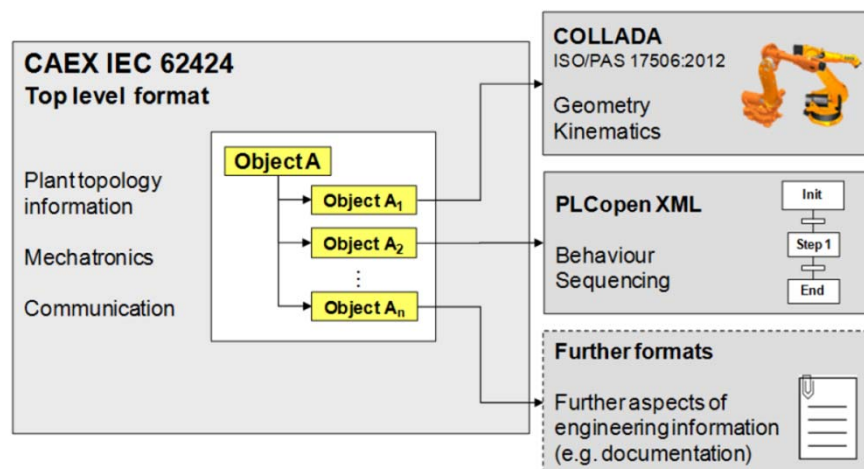 CAEX IEC 62424
Top level format
Plant topology
information
Mechatronics
Communication
Object A
Object A₁
Object A₂
⋮
Object Aₙ
COLLADA
ISO/PAS 17506:2012
Geometry
Kinematics
PLCopen XML
Behaviour
Sequencing
Init
Step 1
End
Further formats
Further aspects of
engineering information
(e.g. documentation)